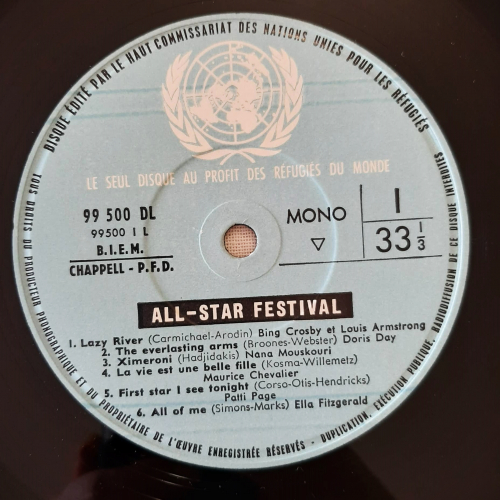 DISQUE ÉDITÉ PAR LE HAUT COMMISSARIAT DES NATIONS UNIES POUR LES RÉFUGIÉS
LE SEUL DISQUE AU PROFIT DES RÉFUGIÉS DU MONDE
99 500 DL
99500 I L
B.I.E.M.
CHAPPELL - P.F.D.
MONO
▽
I
33 1/3
ALL-STAR FESTIVAL
1. Lazy River (Carmichael-Arodin) Bing Crosby et Louis Armstrong
2. The everlasting arms (Broones-Webster) Doris Day
3. Ximeroni (Hadjidakis) Nana Mouskouri
4. La vie est une belle fille (Kosma-Willemetz)
Maurice Chevalier
5. First star I see tonight (Corso-Otis-Hendricks)
Patti Page
6. All of me (Simons-Marks) Ella Fitzgerald
TOUS DROITS DU PRODUCTEUR PHONOGRAPHIQUE ET DU PROPRIÉTAIRE DE L'ŒUVRE ENREGISTRÉE RÉSERVÉS - DUPLICATION, EXÉCUTION PUBLIQUE, RADIODIFFUSION DE CE DISQUE INTERDITES